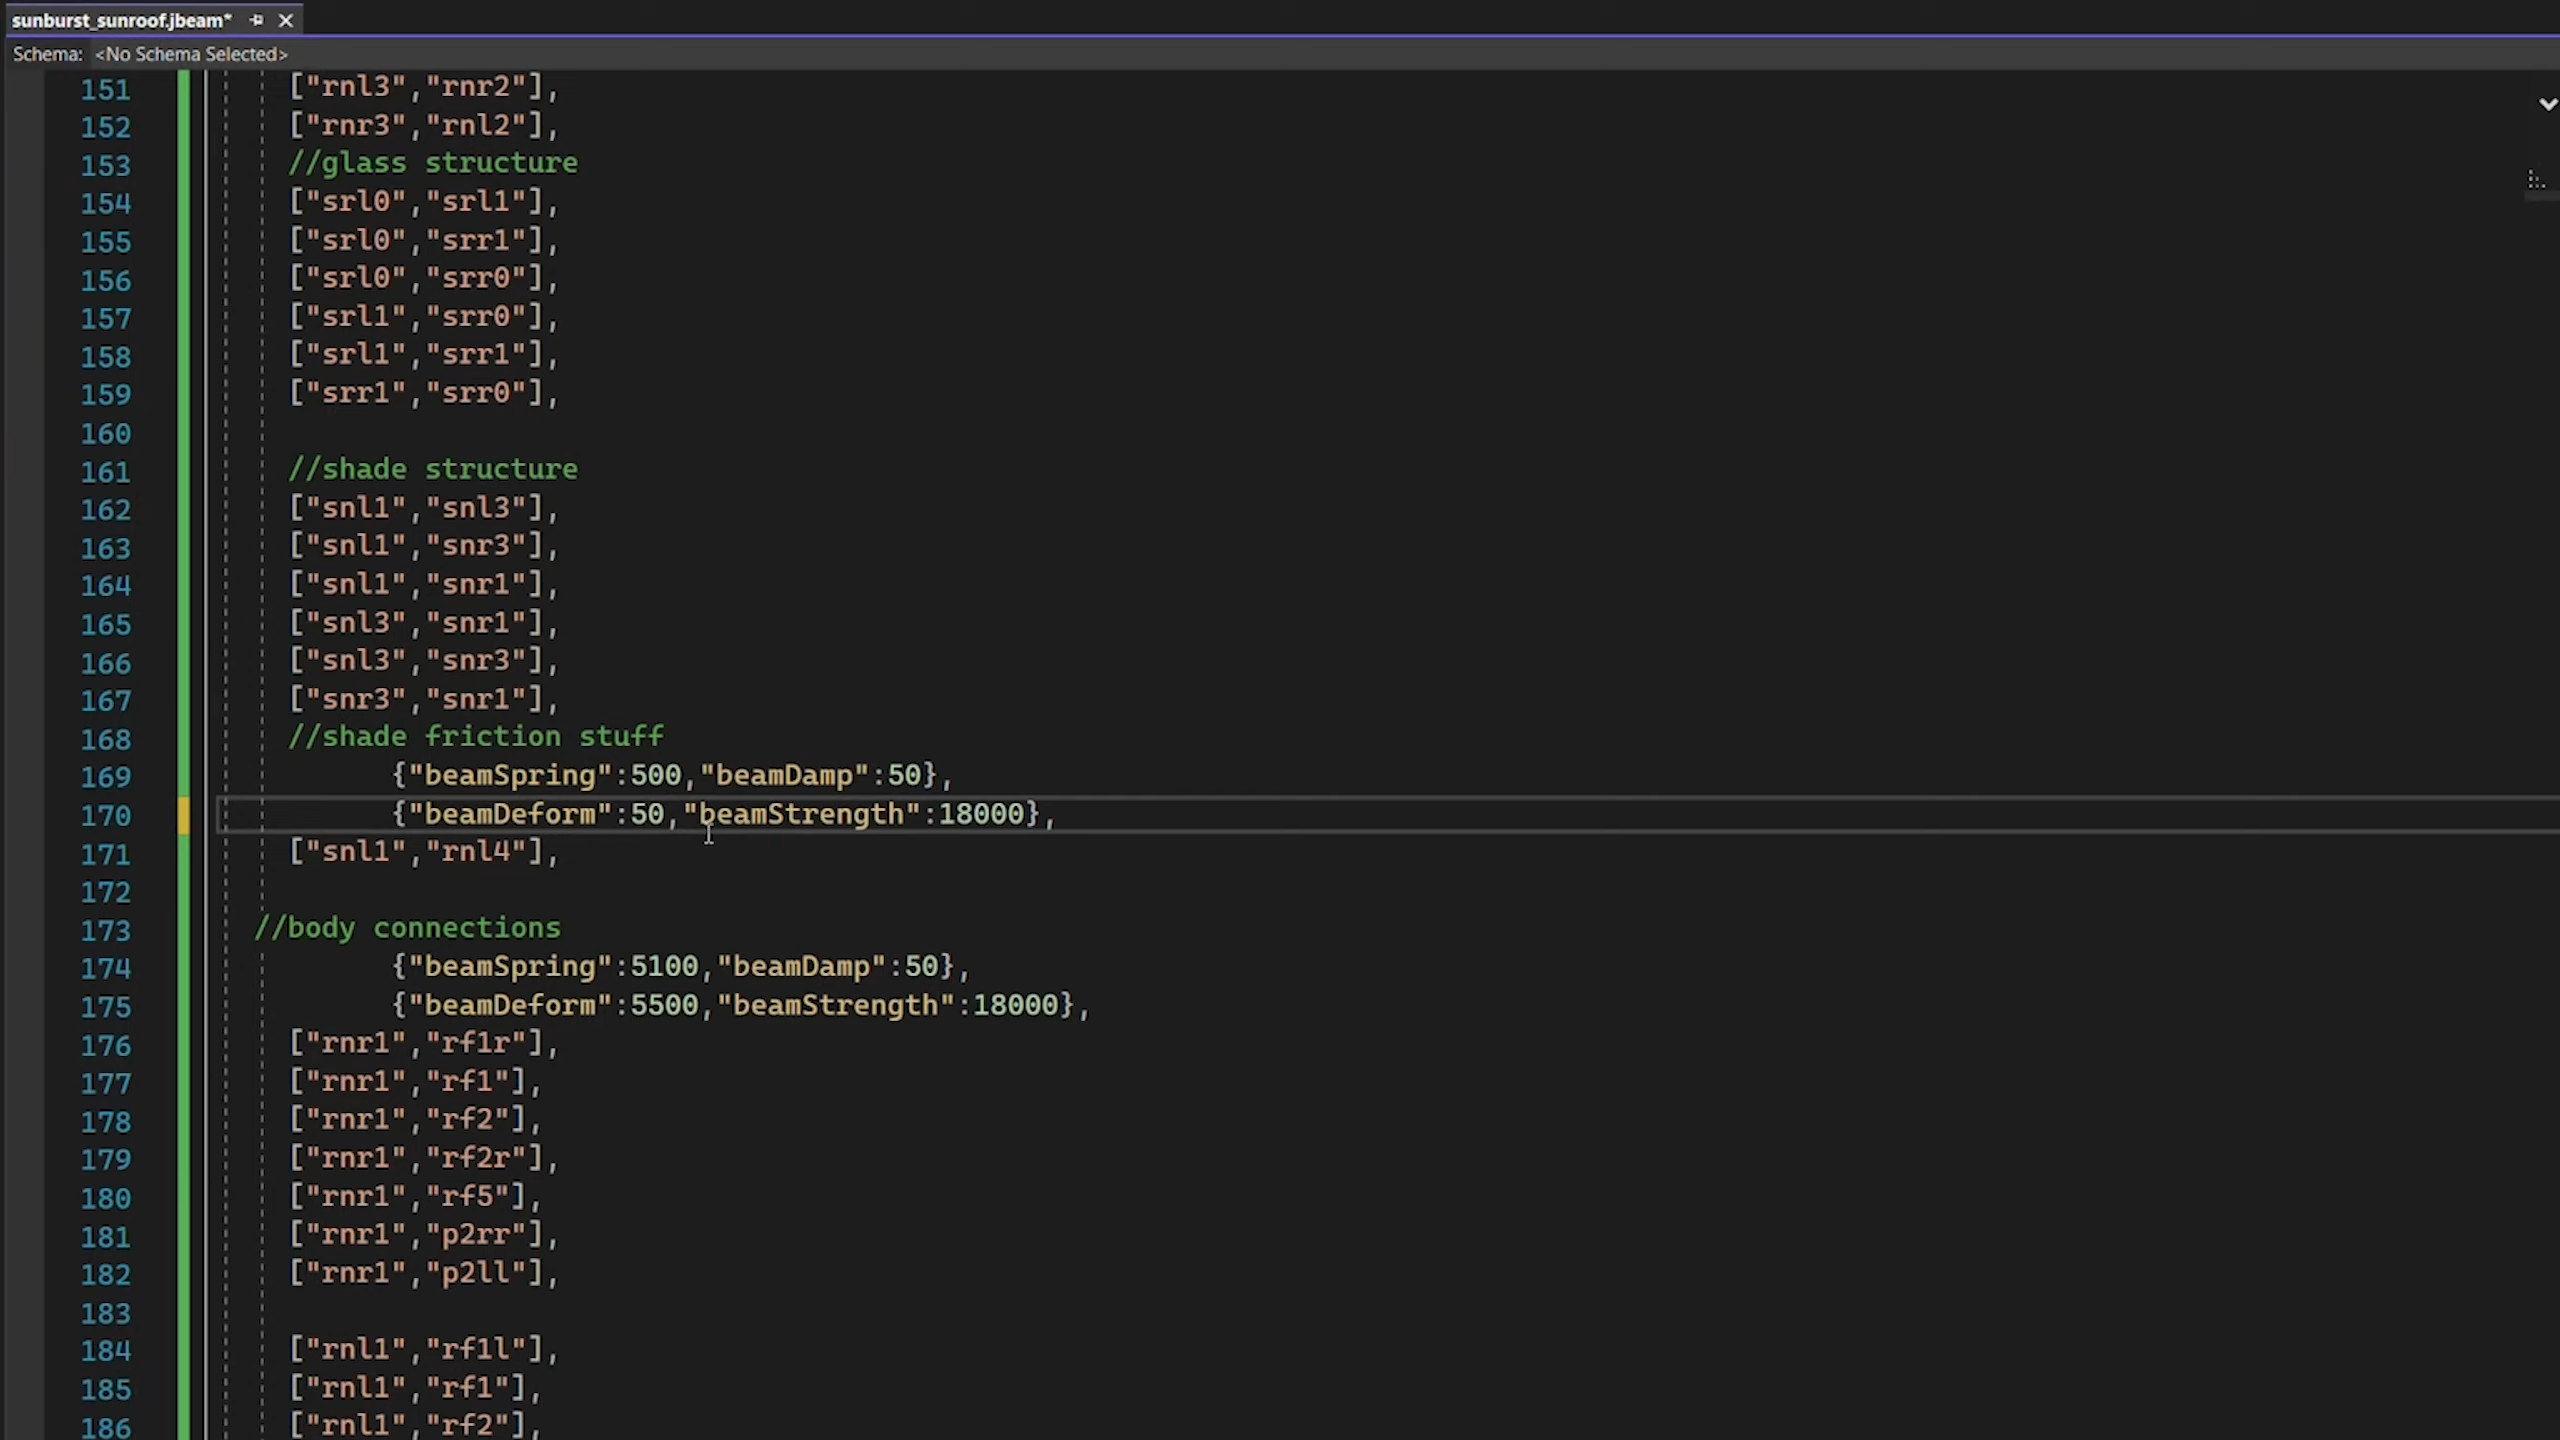 sunburst_sunroof.jbeam*
Schema: <No Schema Selected>
151 ["rnl3","rnr2"],
152 ["rnr3","rnl2"],
153 //glass structure
154 ["srl0","srl1"],
155 ["srl0","srr1"],
156 ["srl0","srr0"],
157 ["srl1","srr0"],
158 ["srl1","srr1"],
159 ["srr1","srr0"],
160
161 //shade structure
162 ["snl1","snl3"],
163 ["snl1","snr3"],
164 ["snl1","snr1"],
165 ["snl3","snr1"],
166 ["snl3","snr3"],
167 ["snr3","snr1"],
168 //shade friction stuff
169 {"beamSpring":500,"beamDamp":50},
170 {"beamDeform":50,"beamStrength":18000},
171 ["snl1","rnl4"],
172
173 //body connections
174 {"beamSpring":5100,"beamDamp":50},
175 {"beamDeform":5500,"beamStrength":18000},
176 ["rnr1","rf1r"],
177 ["rnr1","rf1"],
178 ["rnr1","rf2"],
179 ["rnr1","rf2r"],
180 ["rnr1","rf5"],
181 ["rnr1","p2rr"],
182 ["rnr1","p2ll"],
183
184 ["rnl1","rf1l"],
185 ["rnl1","rf1"],
186 ["rnl1","rf2"],